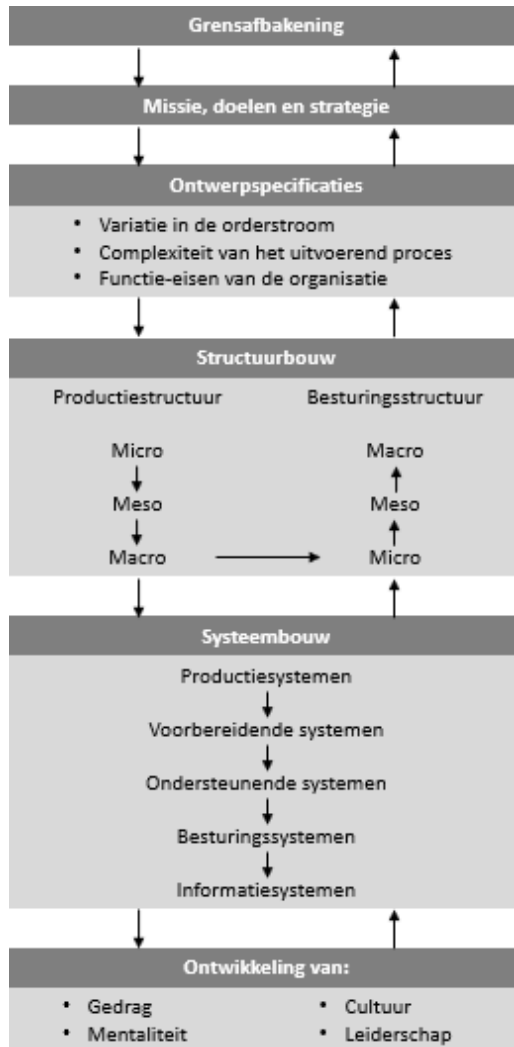 Grensafbakening
Missie, doelen en strategie
Ontwerpspecificaties
• Variatie in de orderstroom
• Complexiteit van het uitvoerend proces
• Functie-eisen van de organisatie
Structuurbouw
Productiestructuur Besturingsstructuur
Micro Macro
Meso Meso
Macro Micro
Systeembouw
Productiesystemen
Voorbereidende systemen
Ondersteunende systemen
Besturingssystemen
Informatiesystemen
Ontwikkeling van:
• Gedrag • Cultuur
• Mentaliteit • Leiderschap